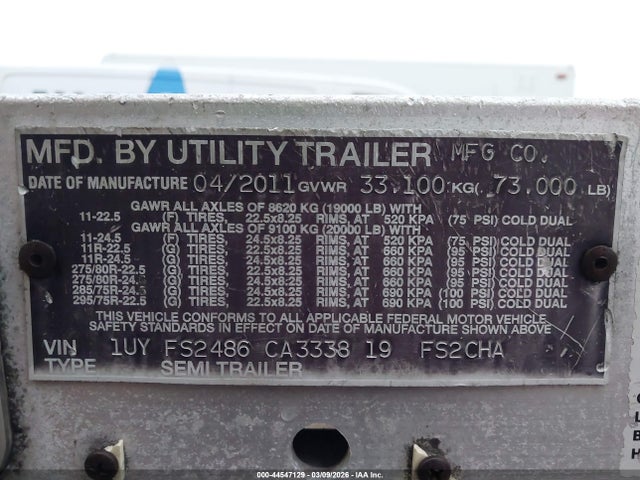 MFD. BY UTILITY TRAILER MFG CO.
DATE OF MANUFACTURE 04/2011 GVWR 33.100 KG(. 73.000 LB)
GAWR ALL AXLES OF 8620 KG (19000 LB) WITH
11-22.5 (F) TIRES, 22.5x8.25 RIMS, AT 520 KPA (75 PSI) COLD DUAL
GAWR ALL AXLES OF 9100 KG (20000 LB) WITH
11-24.5 (F) TIRES, 24.5x8.25 RIMS, AT 520 KPA (75 PSI) COLD DUAL
11R-22.5 (G) TIRES, 22.5x8.25 RIMS, AT 660 KPA (95 PSI) COLD DUAL
11R-24.5 (G) TIRES, 24.5x8.25 RIMS, AT 660 KPA (95 PSI) COLD DUAL
275/80R-22.5 (G) TIRES, 22.5x8.25 RIMS, AT 660 KPA (95 PSI) COLD DUAL
275/80R-24.5 (G) TIRES, 24.5x8.25 RIMS, AT 660 KPA (95 PSI) COLD DUAL
285/75R-24.5 (G) TIRES, 24.5x8.25 RIMS, AT 690 KPA (100 PSI) COLD DUAL
295/75R-22.5 (G) TIRES, 22.5x8.25 RIMS, AT 690 KPA (100 PSI) COLD DUAL
THIS VEHICLE CONFORMS TO ALL APPLICABLE FEDERAL MOTOR VEHICLE
SAFETY STANDARDS IN EFFECT ON DATE OF MANUFACTURE SHOWN ABOVE
VIN 1UY FS2486 CA3338 19 FS2CHA
TYPE SEMI TRAILER
000-44547129 - 03/09/2026 - IAA Inc.